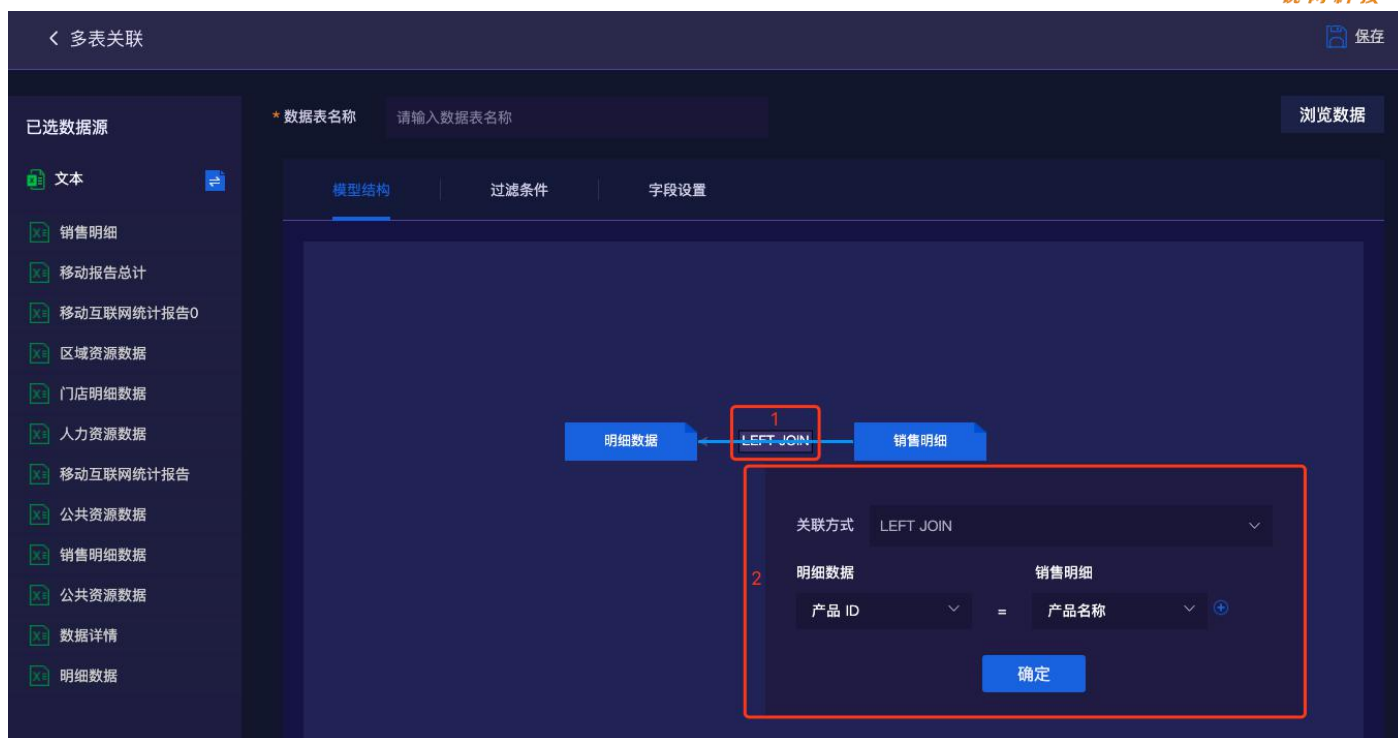 多表关联
保存
已选数据源
* 数据表名称 请输入数据表名称
浏览数据
文本
模型结构 过滤条件 字段设置
销售明细
移动报告总计
移动互联网统计报告0
区域资源数据
门店明细数据
人力资源数据
移动互联网统计报告
公共资源数据
销售明细数据
公共资源数据
数据详情
明细数据
1
明细数据 LEFT JOIN 销售明细
2
关联方式 LEFT JOIN
明细数据 销售明细
产品 ID = 产品名称
确定